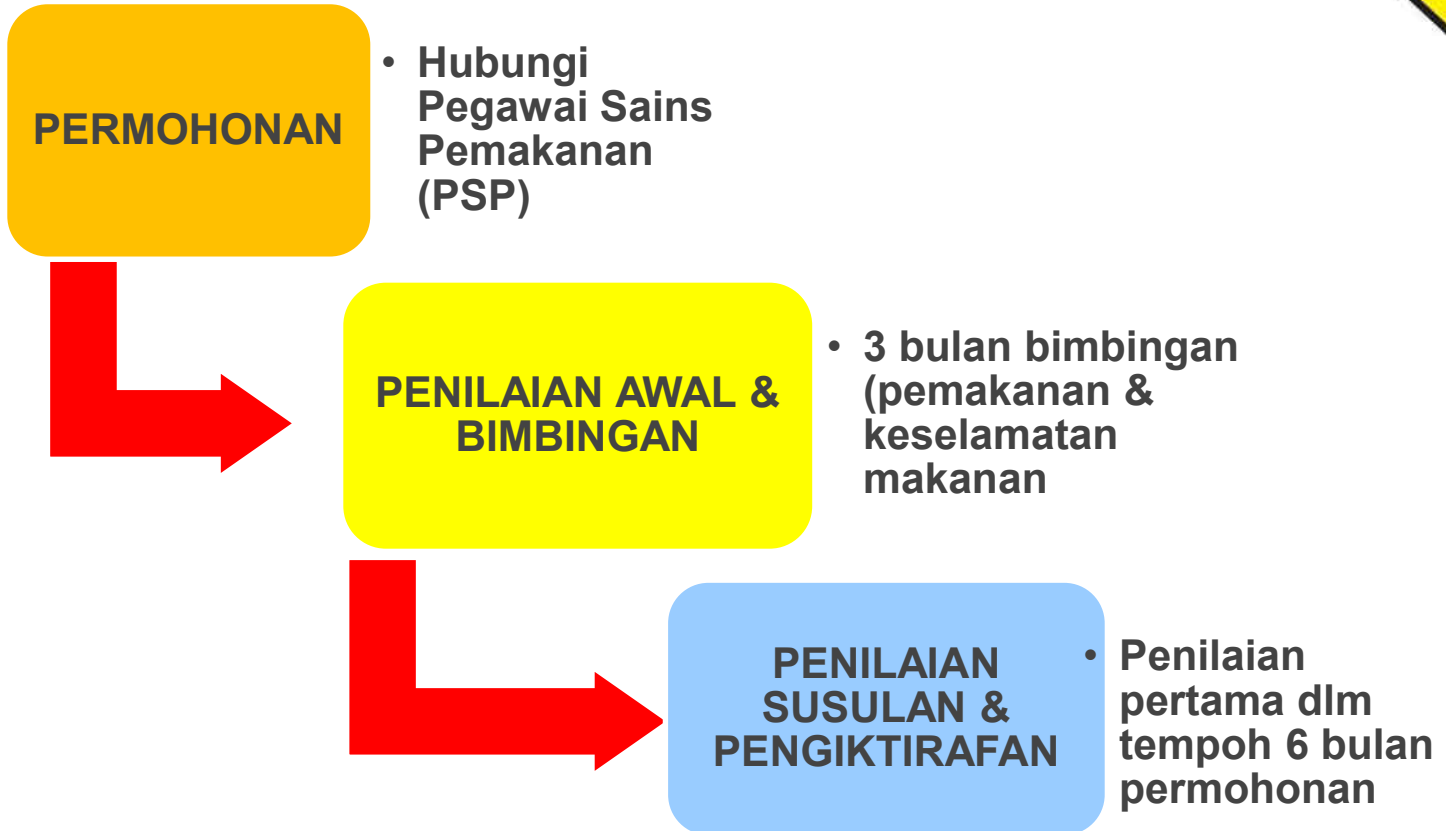 PERMOHONAN
• Hubungi
Pegawai Sains
Pemakanan
(PSP)
PENILAIAN AWAL &
BIMBINGAN
• 3 bulan bimbingan
(pemakanan &
keselamatan
makanan
PENILAIAN
SUSULAN &
PENGIKTIRAFAN
• Penilaian
pertama dlm
tempoh 6 bulan
permohonan